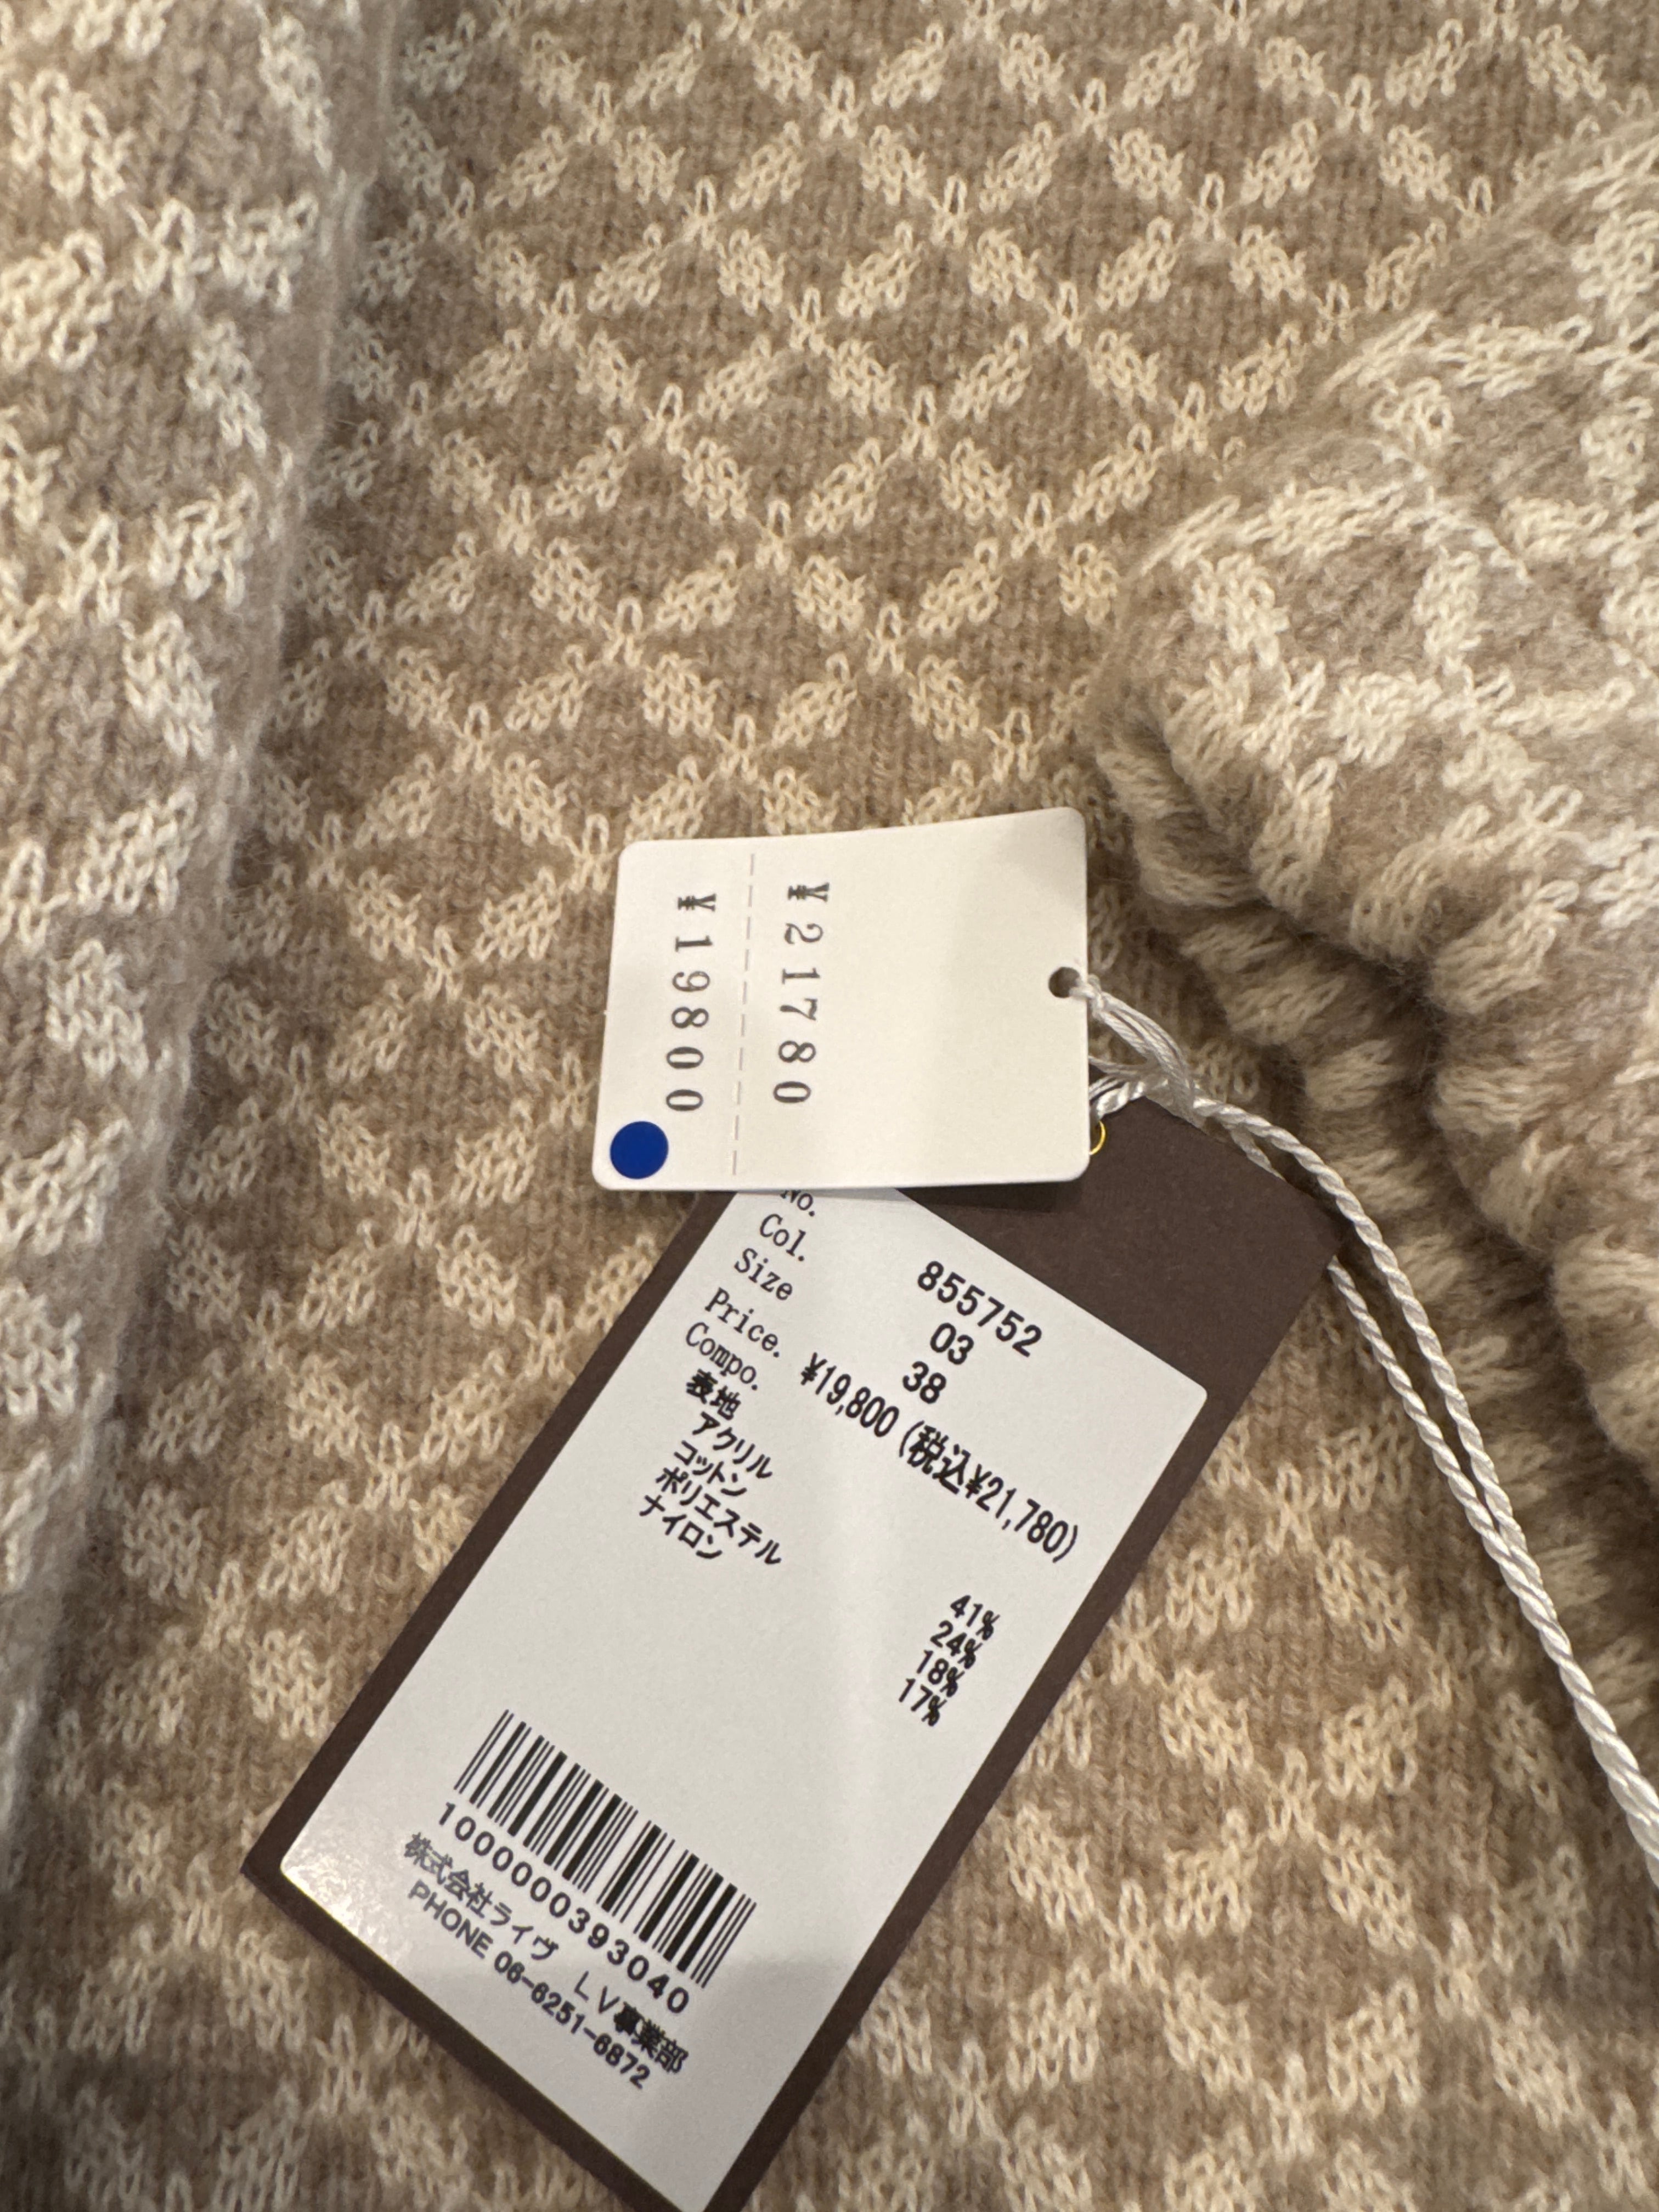 ¥21780
¥19800
No. 855752
Col. 03
Size 38
Price. ¥19,800 (税込¥21,780)
Compo.
表地
アクリル 41%
コットン 24%
ポリエステル 18%
ナイロン 17%
1000000393040
株式会社ライヴ LV事業部
PHONE 06-6251-6872